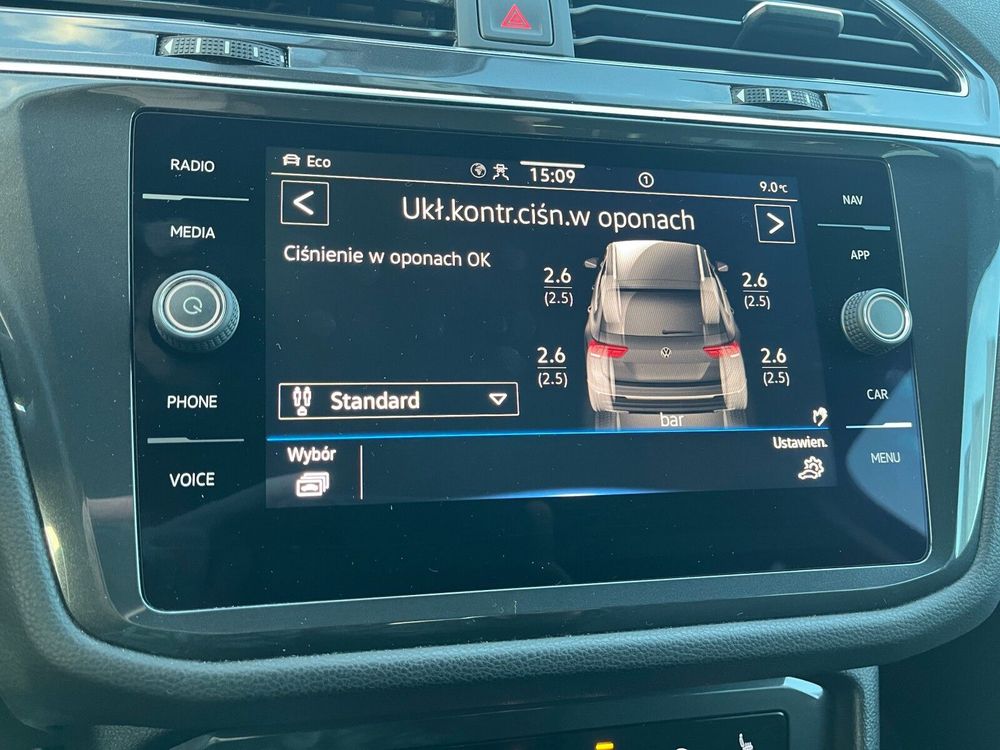 RADIO
MEDIA
PHONE
VOICE
Eco
15:09
1
9.0°C
<
Ukł.kontr.ciśn.w oponach
>
Ciśnienie w oponach OK
2.6
(2.5)
2.6
(2.5)
2.6
(2.5)
2.6
(2.5)
Standard
bar
Wybór
Ustawien.
NAV
APP
CAR
MENU